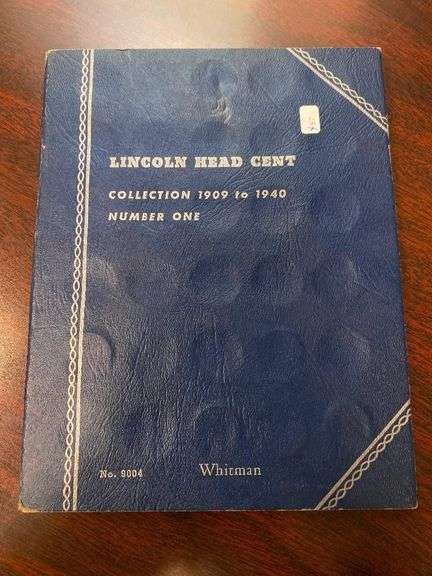 LINCOLN HEAD CENT
COLLECTION 1909 to 1940
NUMBER ONE
No. 9004
Whitman